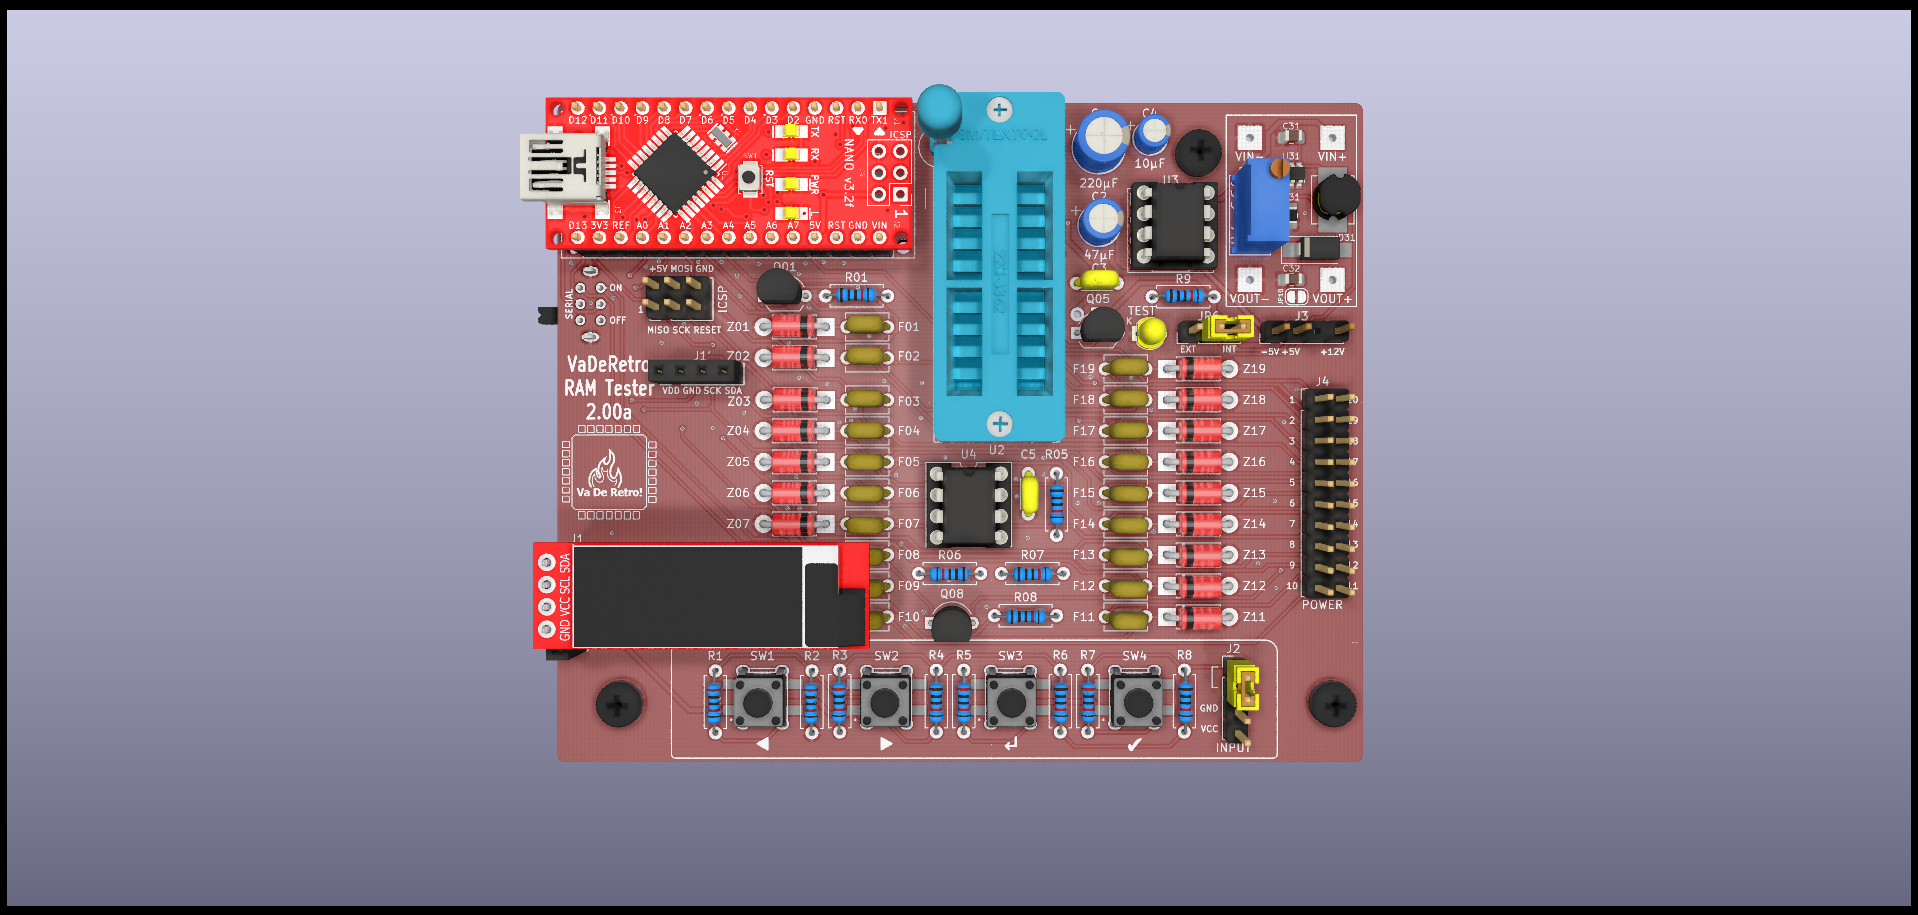 D12 D11 D10 D9 D8 D7 D6 D5 D4 D3 D2 GND RST RX0 TX1
TX
RX
PWR
L
SW1
RST
NANO v3.2f
ICSP
1
D13 3V3 REF A0 A1 A2 A3 A4 A5 A6 A7 5V RST GND VIN
C4
220µF
10µF
C2
47µF
C3
U3
VIN-
VIN+
C31
U31
D31
C32
VOUT-
VOUT+
R9
Q05
TEST
K
JP6
EXT
INT
J3
-5V +5V
+12V
SERIAL
ON
OFF
+5V MOSI GND
ICSP
1
MISO SCK RESET
Q01
R01
VaDeRetro
RAM Tester
2.00a
J1'
VDD GND SCK SDA
Va De Retro!
Z01
F01
Z02
F02
Z03
F03
Z04
F04
Z05
F05
Z06
F06
Z07
F07
F08
F09
F10
U4
U2
C5
R05
R06
R07
Q08
R08
F19
Z19
F18
Z18
F17
Z17
F16
Z16
F15
Z15
F14
Z14
F13
Z13
F12
Z12
F11
Z11
J4
1
2
3
4
5
6
7
8
9
10
POWER
J1
GND VCC SCL SDA
R1 SW1 R2 R3 SW2 R4 R5 SW3 R6 R7 SW4 R8
J2
GND
VCC
INPUT